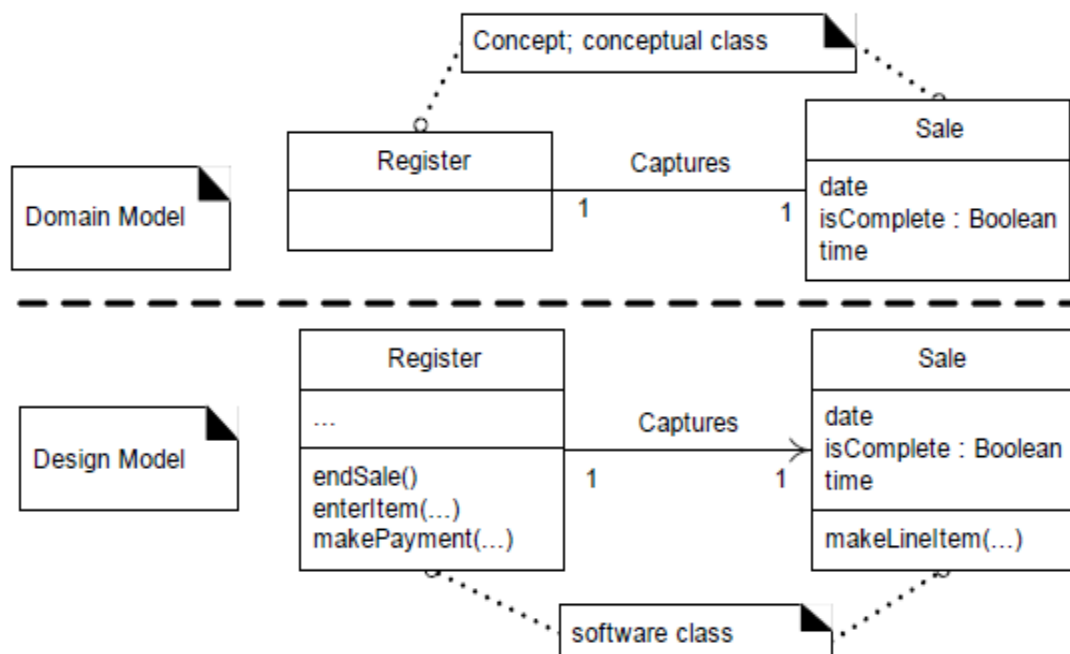 Concept; conceptual class
Register
Captures
Sale
1
1
date
isComplete : Boolean
time
Domain Model
Register
...
endSale()
enterItem(...)
makePayment(...)
Captures
1
1
Sale
date
isComplete : Boolean
time
makeLineItem(...)
Design Model
software class